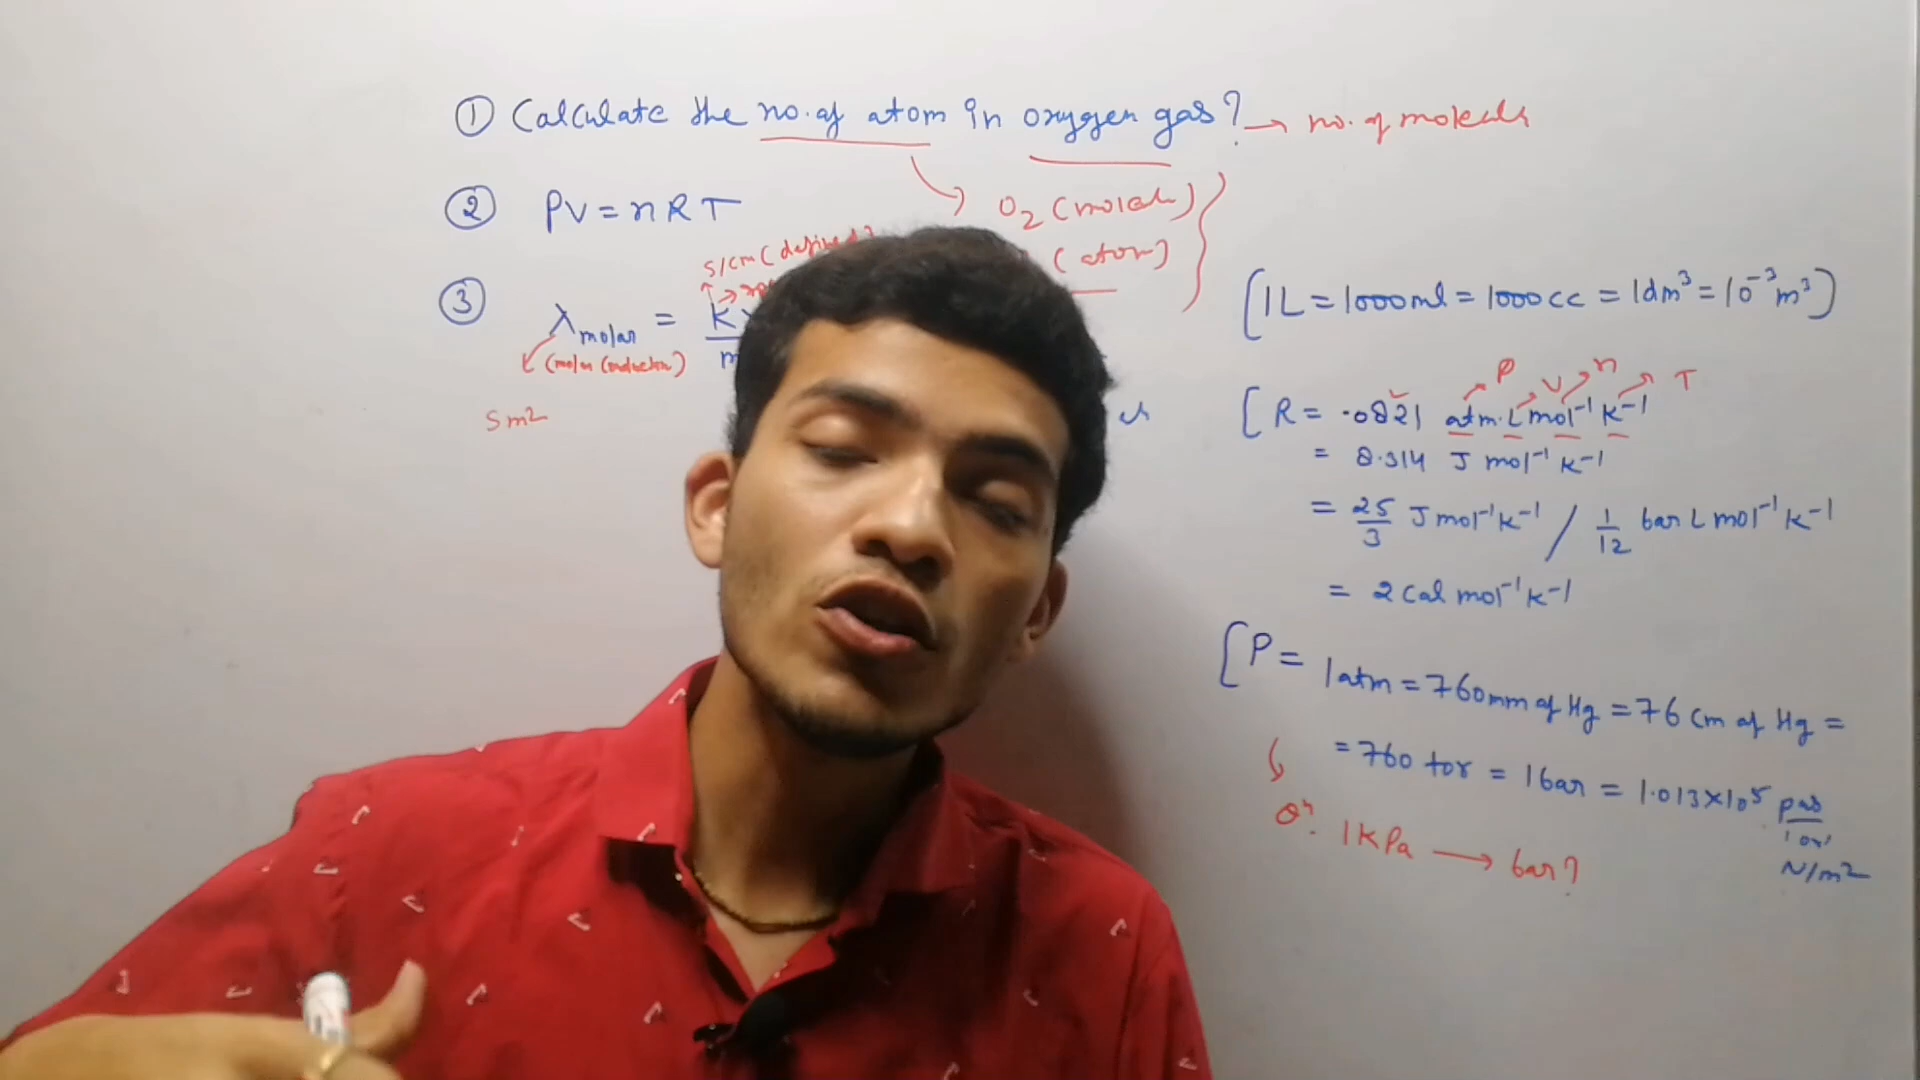 ① Calculate the no. of atom in oxygen gas? → no. of molecule
② PV = nRT
O₂ (molecule)
(atom)
S/cm (defined)
③ λmolar = K
m
(molar conductance)
Sm²
[1L = 1000ml = 1000cc = 1dm³ = 10⁻³m³]
P V n T
[R = .0821 atm.L mol⁻¹ K⁻¹
= 8.314 J mol⁻¹ K⁻¹
= 25/3 J mol⁻¹ K⁻¹ / 1/12 bar L mol⁻¹ K⁻¹
= 2 Cal mol⁻¹ K⁻¹
[P = 1atm = 760mm of Hg = 76 Cm of Hg =
= 760 tor = 1bar = 1.013×10⁵ pas
'or'
N/m²
Qn. 1KPa → bar?